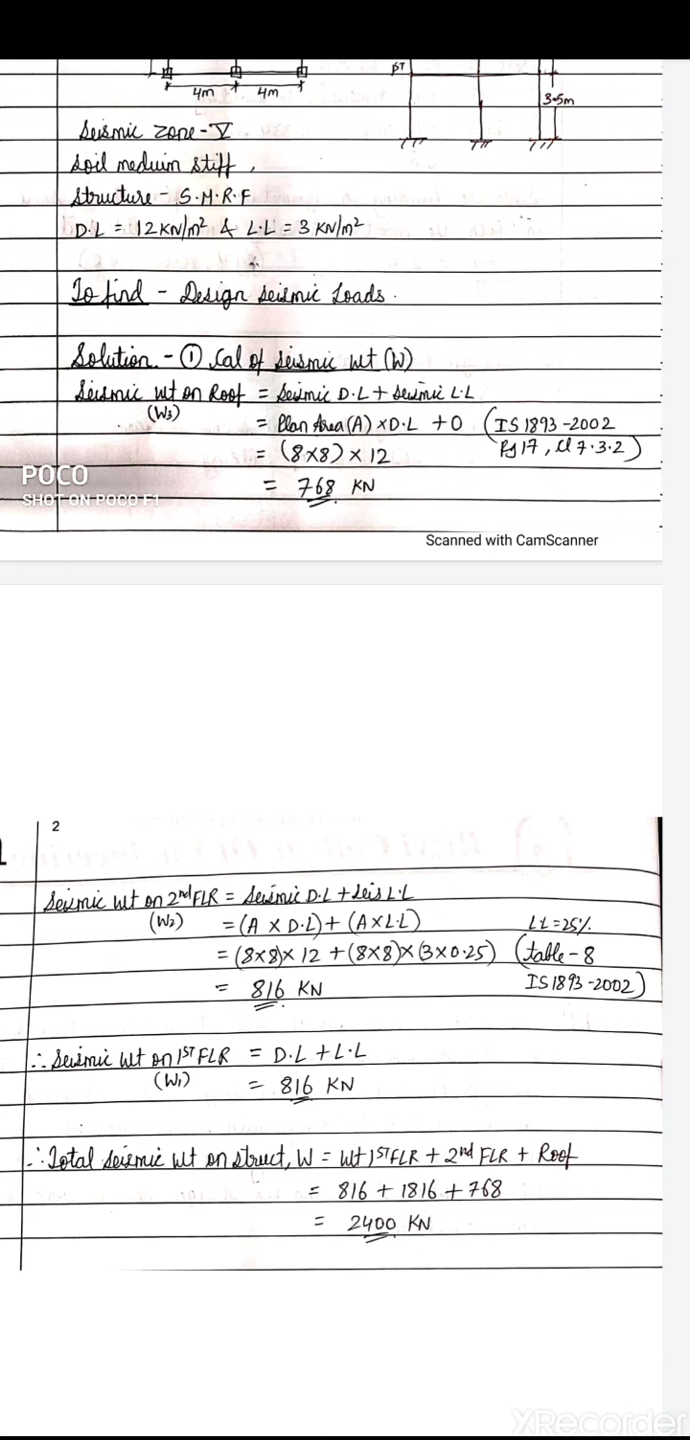 4m 4m
1ST
3.5m
Seismic zone - V
Soil meduim stiff,
Structure - S.M.R.F
D.L = 12 KN/m² & L.L = 3 KN/m²
To find - Design seismic Loads.
Solution - ① Cal of seismic wt (W)
Seismic wt on Roof = Seismic D.L + seismic L.L
(W3) = Plan Area (A) × D.L + 0 (IS 1893-2002
= (8×8) × 12 Pg 17, Cl 7.3.2)
= 768 KN
POCO
SHOT ON POCO F1
Scanned with CamScanner
2
Seismic wt on 2nd FLR = Seismic D.L + Seis L.L
(W2) = (A × D.L) + (A × L.L) LL = 25%
= (8×8) × 12 + (8×8) × (3×0.25) (table - 8
= 816 KN IS 1893-2002)
∴ Seismic wt on 1ST FLR = D.L + L.L
(W1) = 816 KN
∴ Total seismic wt on struct, W = wt 1ST FLR + 2nd FLR + Roof
= 816 + 1816 + 768
= 2400 KN
XRecorder